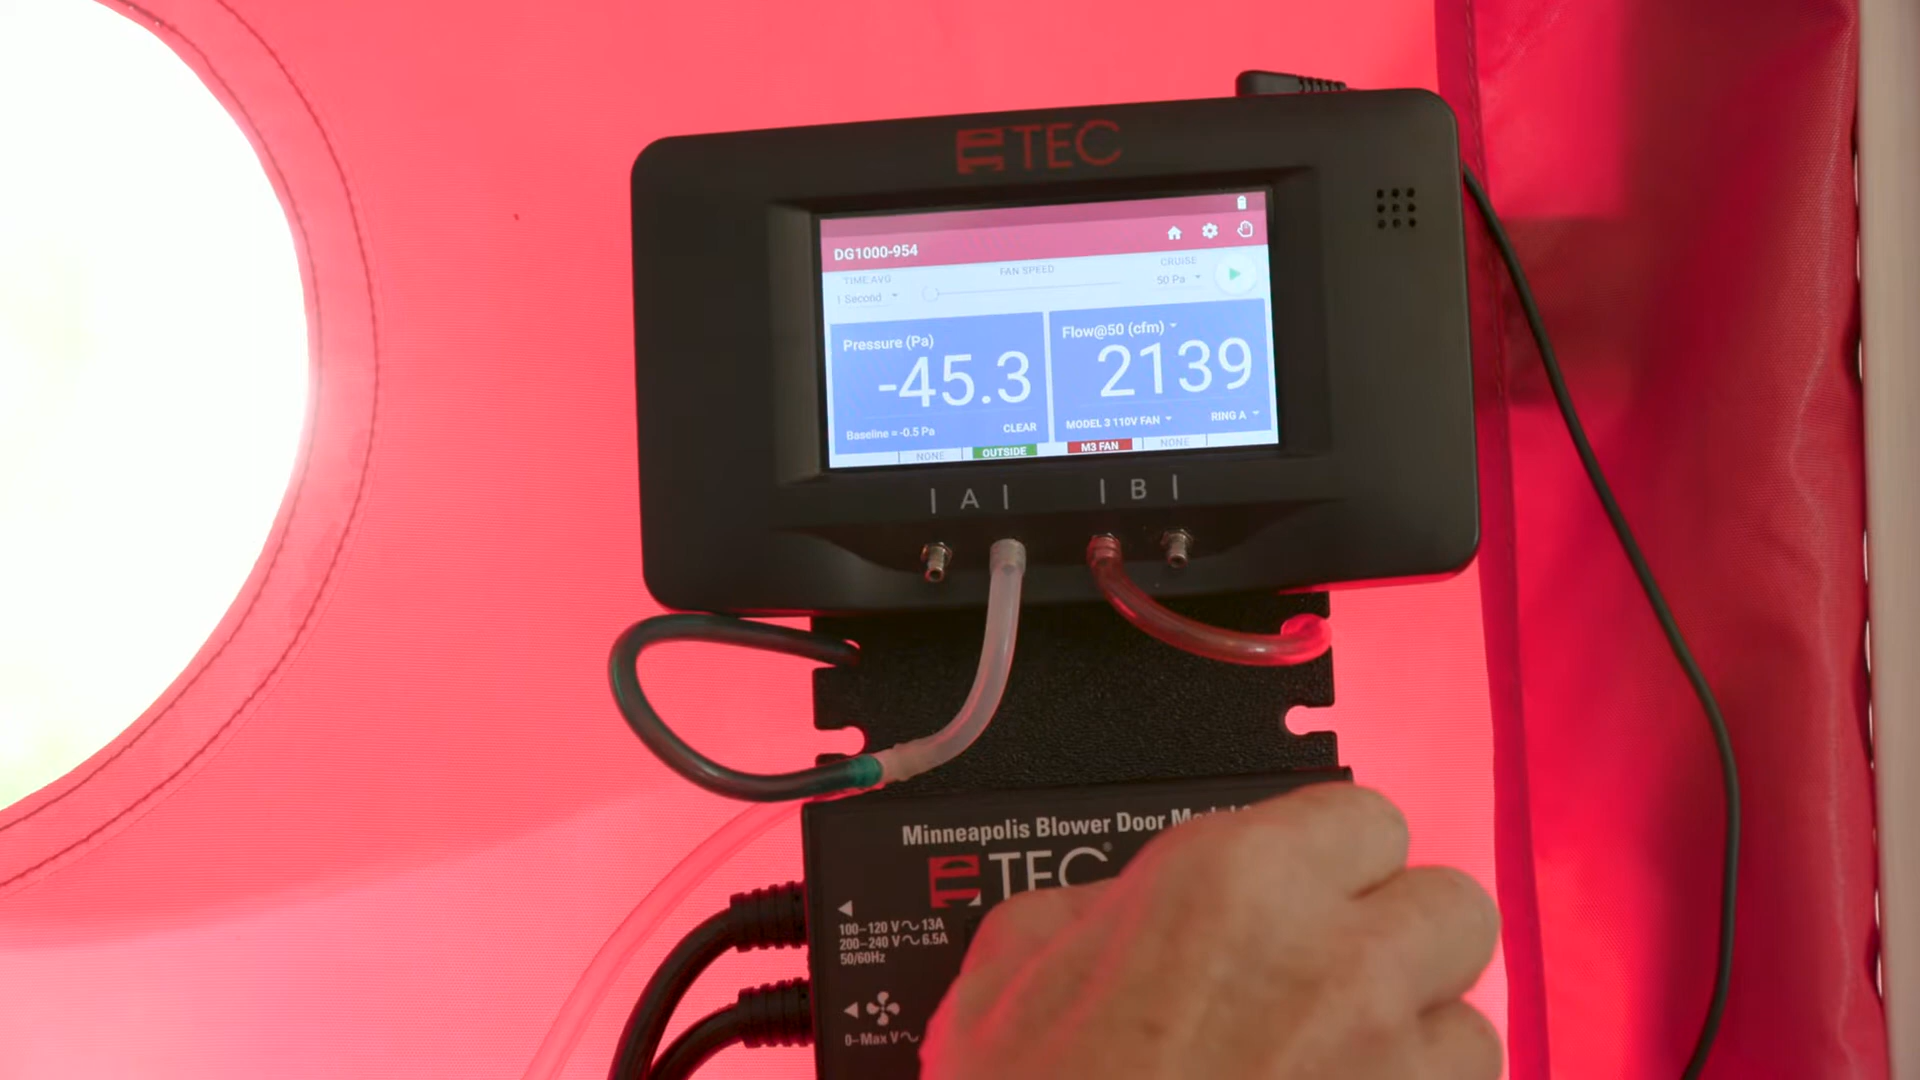 TEC
DG1000-954
TIME AVG
1 Second
FAN SPEED
CRUISE
50 Pa
Pressure (Pa)
-45.3
Baseline = -0.5 Pa
CLEAR
Flow@50 (cfm)
2139
MODEL 3 110V FAN
RING A
NONE
OUTSIDE
M3 FAN
NONE
A
B
Minneapolis Blower Door
TEC®
100–120 V 13A
200–240 V 6.5A
50/60Hz
0–Max V